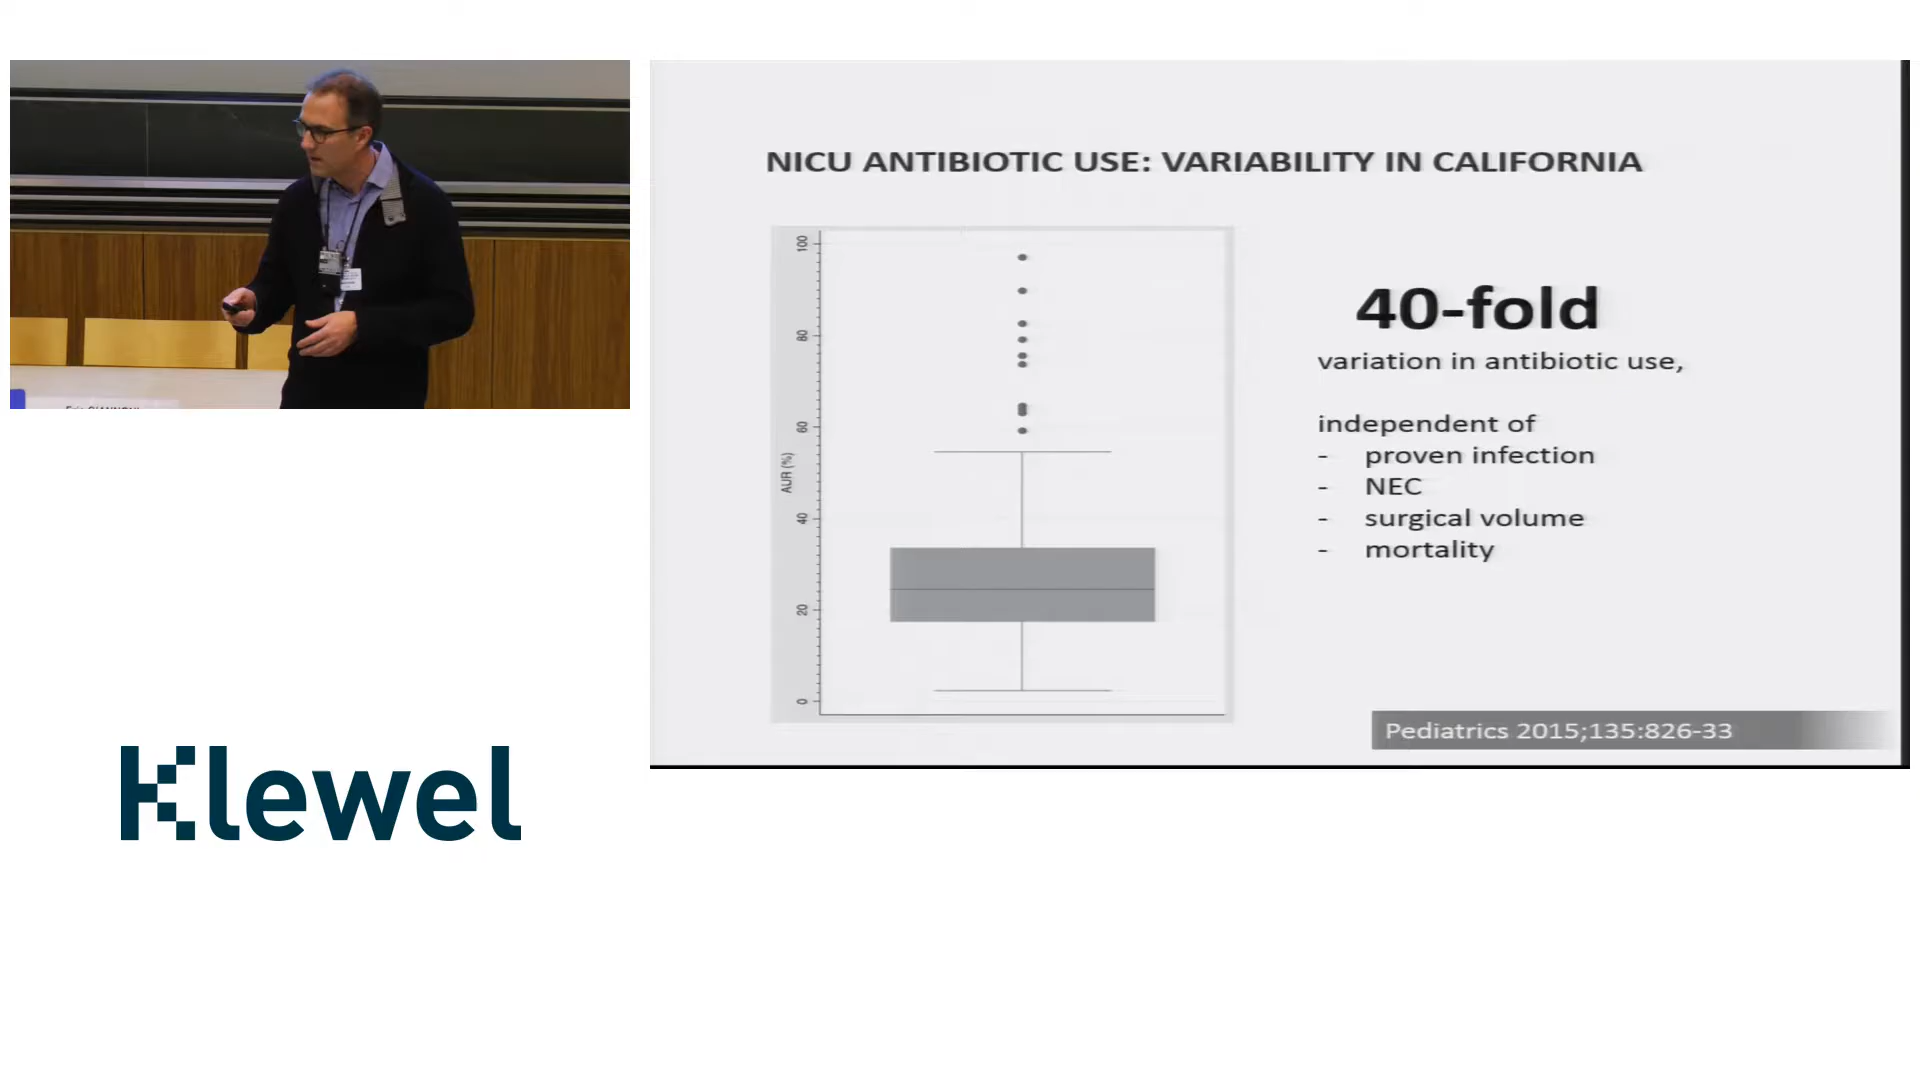 NICU ANTIBIOTIC USE: VARIABILITY IN CALIFORNIA
100
80
60
40
20
0
AUR (%)
40-fold
variation in antibiotic use,
independent of
- proven infection
- NEC
- surgical volume
- mortality
Pediatrics 2015;135:826-33
Klewel